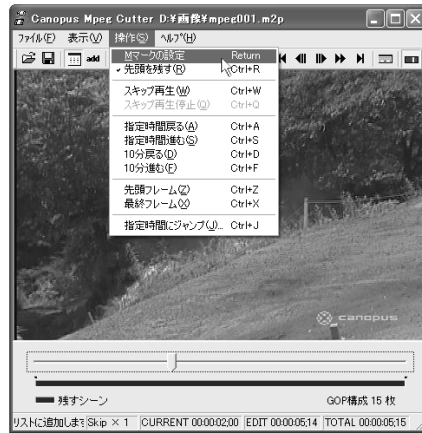 Canopus Mpeg Cutter D:¥画像¥mpeg001.m2p
ファイル(F) 表示(V) 操作(S) ヘルプ(H)
add
Mマークの設定 Return
先頭を残す(R) Ctrl+R
スキップ再生(W) Ctrl+W
スキップ再生停止(Q) Ctrl+Q
指定時間戻る(A) Ctrl+A
指定時間進む(S) Ctrl+S
10分戻る(D) Ctrl+D
10分進む(F) Ctrl+F
先頭フレーム(Z) Ctrl+Z
最終フレーム(X) Ctrl+X
指定時間にジャンプ(J)... Ctrl+J
canopus
残すシーン GOP構成 15 枚
リストに追加します Skip × 1 CURRENT 00:00:02;00 EDIT 00:00:05;14 TOTAL 00:00:05;15